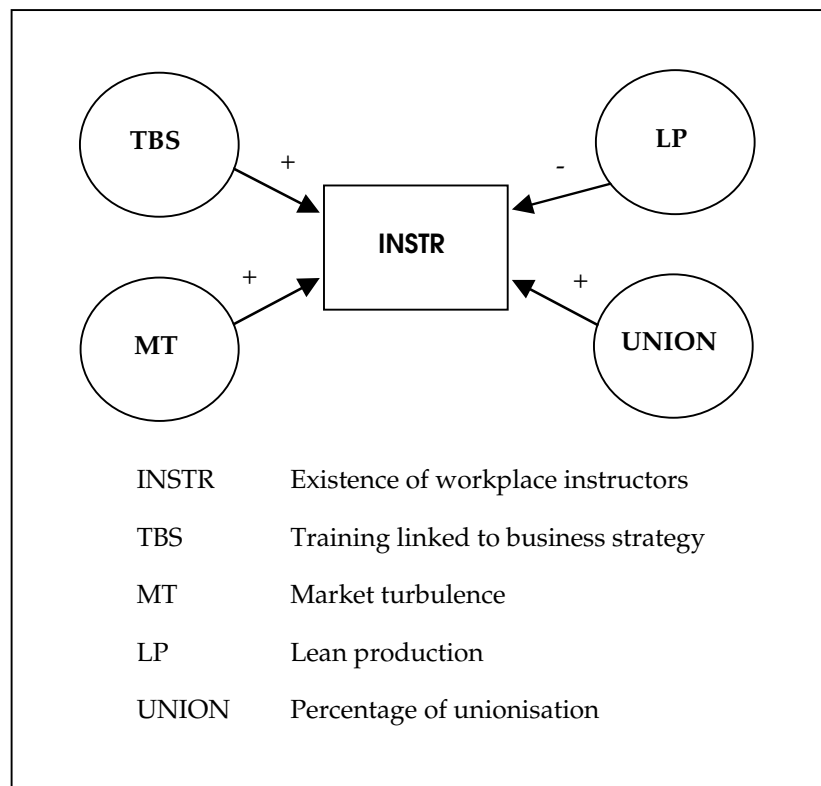 TBS
+
LP
-
INSTR
MT
+
UNION
+
INSTR Existence of workplace instructors
TBS Training linked to business strategy
MT Market turbulence
LP Lean production
UNION Percentage of unionisation